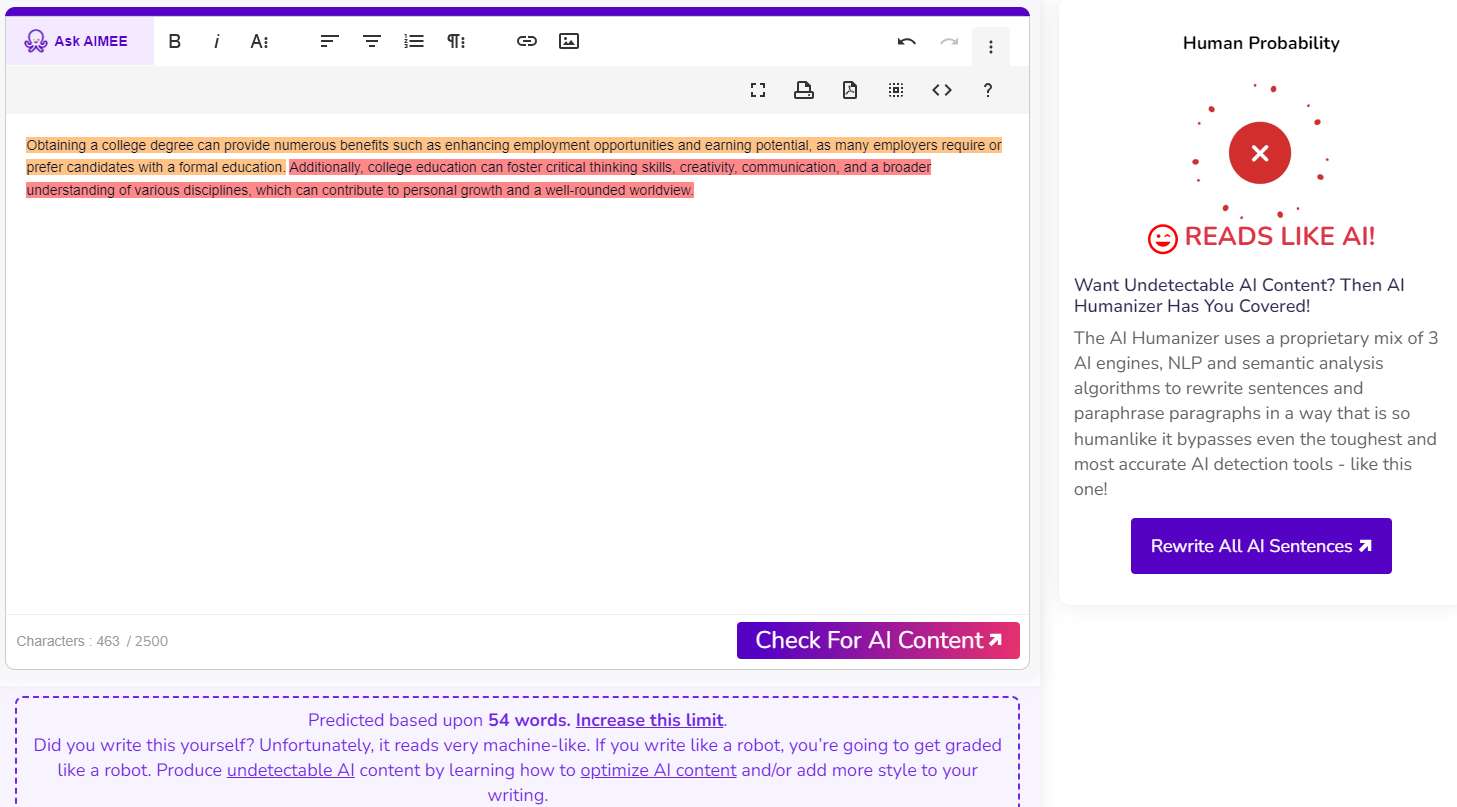 Ask AIMEE
B i A
?
Obtaining a college degree can provide numerous benefits such as enhancing employment opportunities and earning potential, as many employers require or
prefer candidates with a formal education. Additionally, college education can foster critical thinking skills, creativity, communication, and a broader
understanding of various disciplines, which can contribute to personal growth and a well-rounded worldview.
Characters : 463 / 2500
Check For AI Content
Predicted based upon 54 words. Increase this limit.
Did you write this yourself? Unfortunately, it reads very machine-like. If you write like a robot, you're going to get graded
like a robot. Produce undetectable AI content by learning how to optimize AI content and/or add more style to your
writing.
Human Probability
READS LIKE AI!
Want Undetectable AI Content? Then AI
Humanizer Has You Covered!
The AI Humanizer uses a proprietary mix of 3
AI engines, NLP and semantic analysis
algorithms to rewrite sentences and
paraphrase paragraphs in a way that is so
humanlike it bypasses even the toughest and
most accurate AI detection tools - like this
one!
Rewrite All AI Sentences